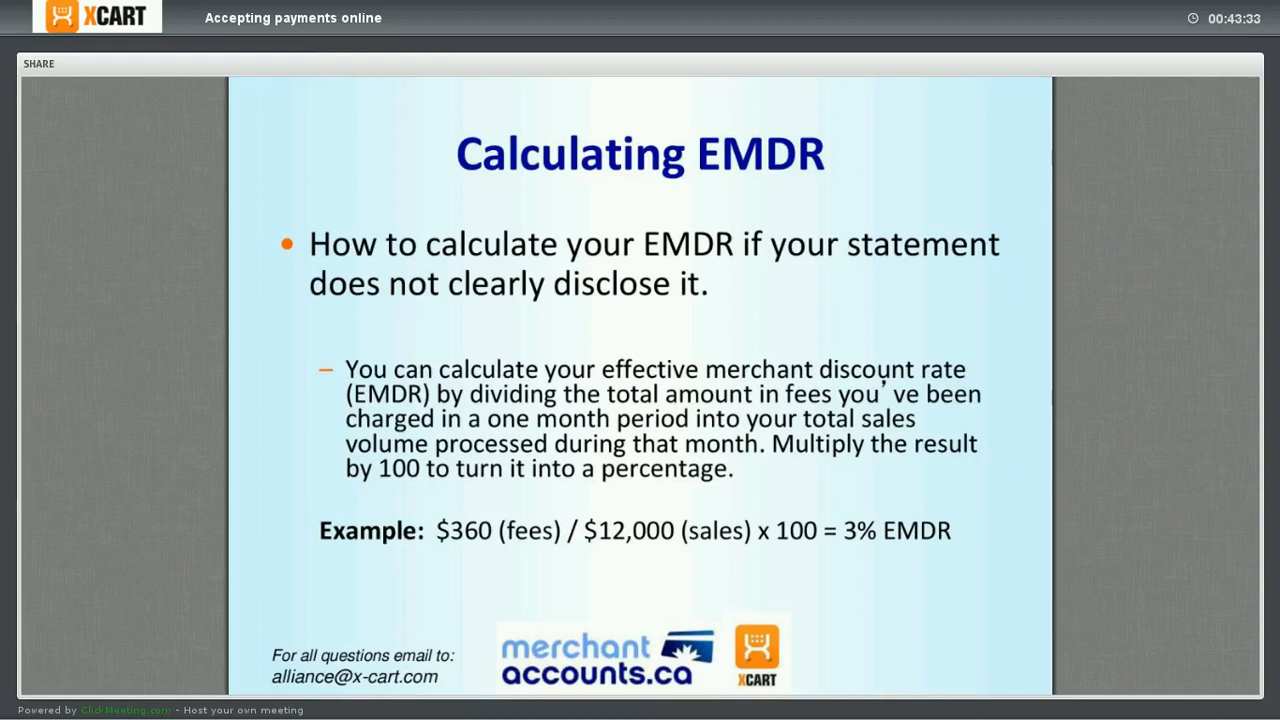 XCART
Accepting payments online
00:43:33
SHARE
Calculating EMDR
• How to calculate your EMDR if your statement
does not clearly disclose it.
– You can calculate your effective merchant discount rate
(EMDR) by dividing the total amount in fees you’ve been
charged in a one month period into your total sales
volume processed during that month. Multiply the result
by 100 to turn it into a percentage.
Example: $360 (fees) / $12,000 (sales) x 100 = 3% EMDR
For all questions email to:
alliance@x-cart.com
merchant
accounts.ca
XCART
Powered by ClickMeeting.com - Host your own meeting